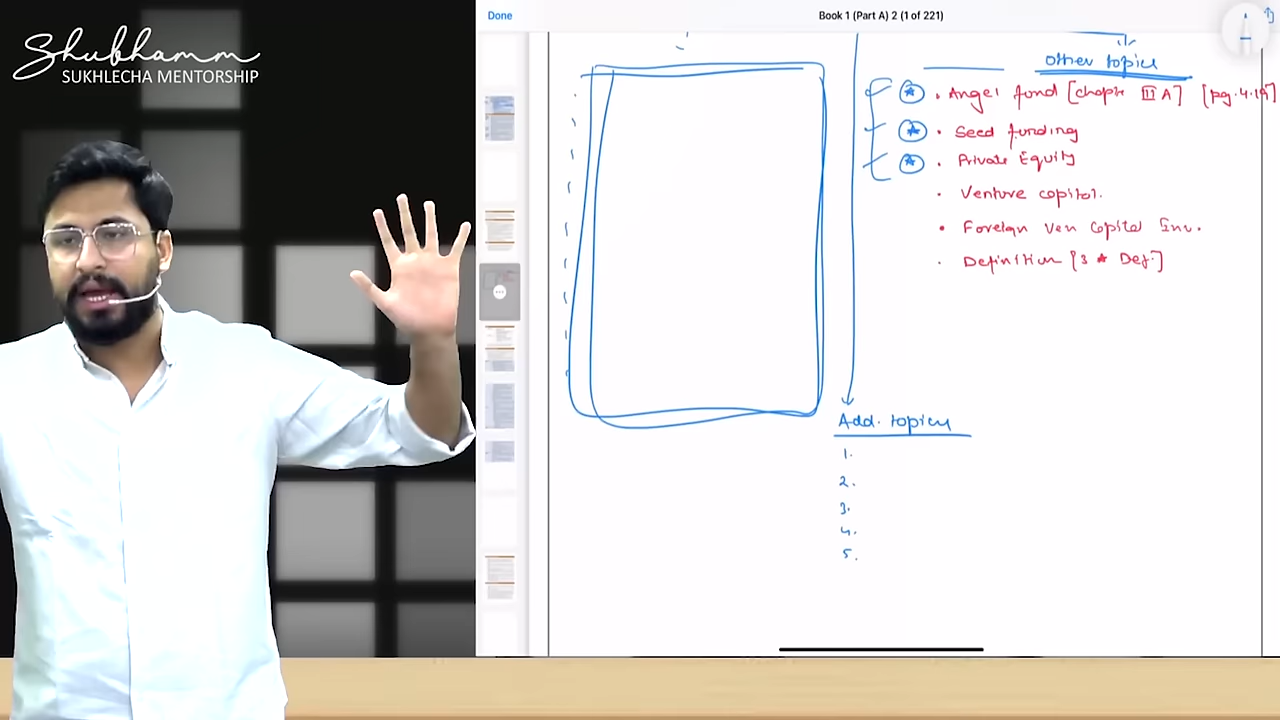 Shubhamm
SUKHLECHA MENTORSHIP
Done
Book 1 (Part A) 2 (1 of 221)
Other topics
• Angel fund [chapte III A] [pg. 4.19]
• Seed funding
• Private Equity
• Venture capital.
• Foreign Ven Capital Inv.
• Definition [3 ★ Def.]
Add. topics
1.
2.
3.
4.
5.